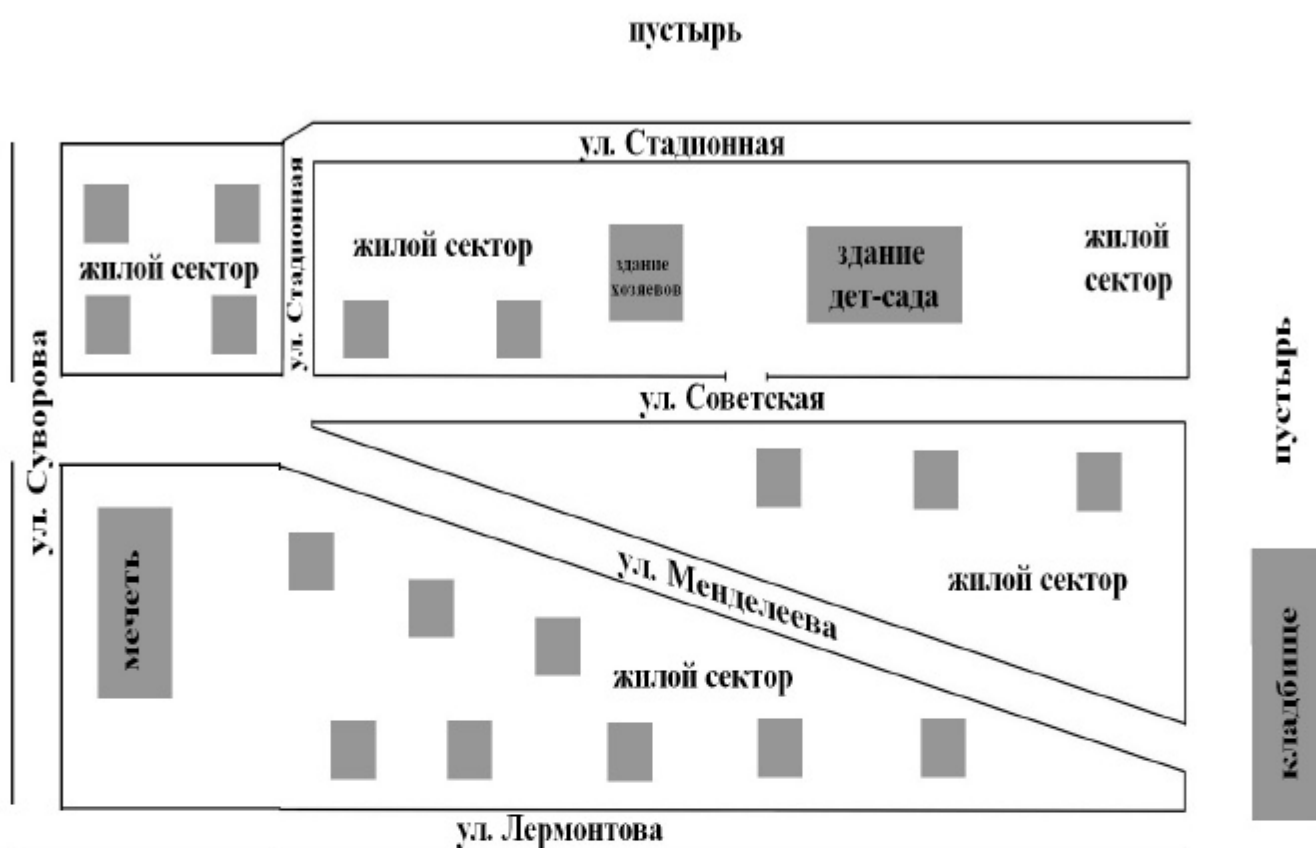 пустырь
ул. Стадионная
ул. Стадионная
жилой сектор
жилой сектор
здание
хозяевов
здание
дет-сада
жилой
сектор
ул. Суворова
ул. Советская
пустырь
мечеть
ул. Менделеева
жилой сектор
жилой сектор
кладбище
ул. Лермонтова